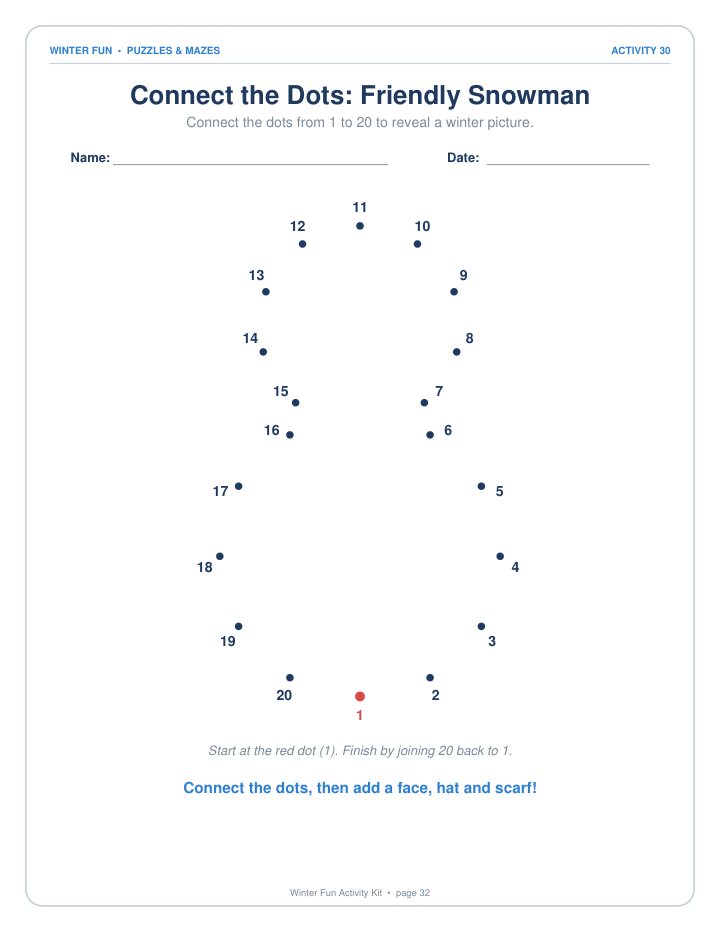 WINTER FUN • PUZZLES & MAZES ACTIVITY 30
Connect the Dots: Friendly Snowman
Connect the dots from 1 to 20 to reveal a winter picture.
Name: Date:
11
12 10
13 9
14 8
15 7
16 6
17 5
18 4
19 3
20 2
1
Start at the red dot (1). Finish by joining 20 back to 1.
Connect the dots, then add a face, hat and scarf!
Winter Fun Activity Kit • page 32